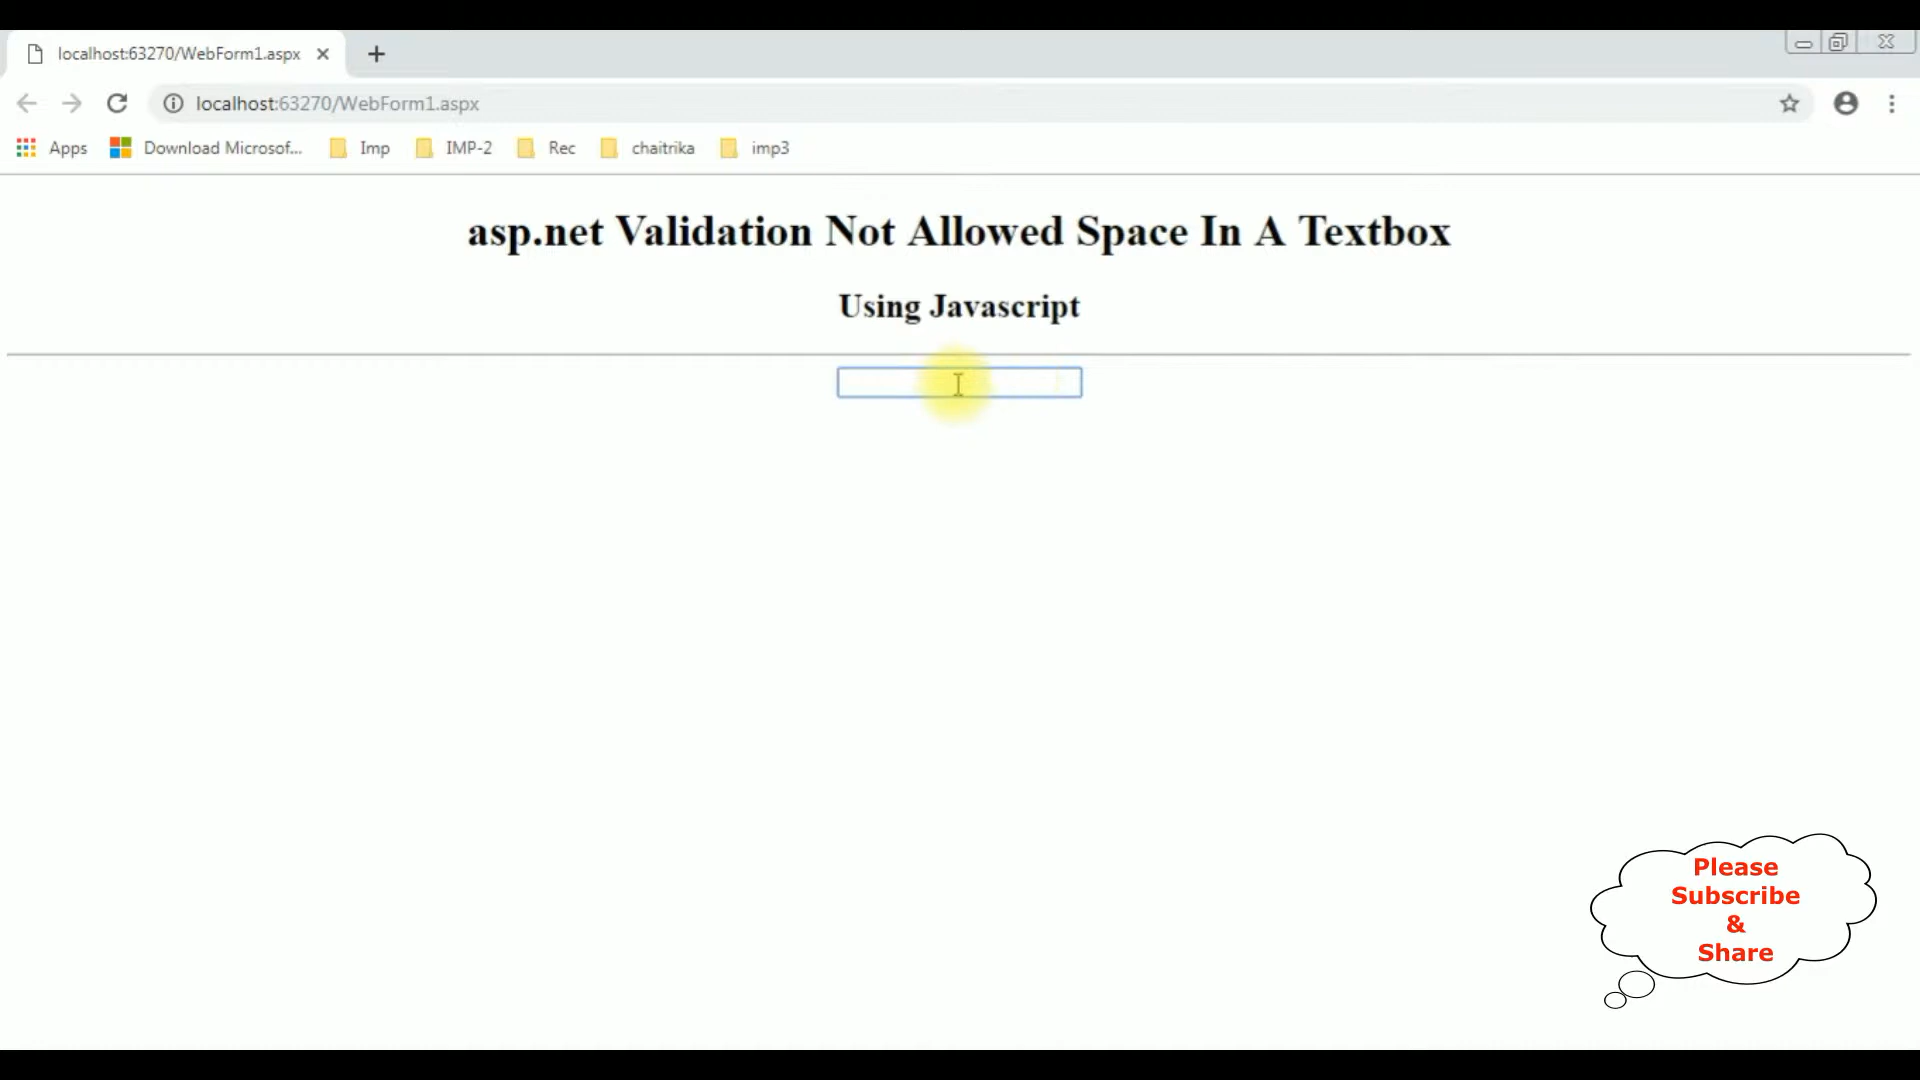 localhost:63270/WebForm1.aspx
localhost:63270/WebForm1.aspx
Apps Download Microsof... Imp IMP-2 Rec chaitrika imp3
asp.net Validation Not Allowed Space In A Textbox
Using Javascript
Please
Subscribe
&
Share